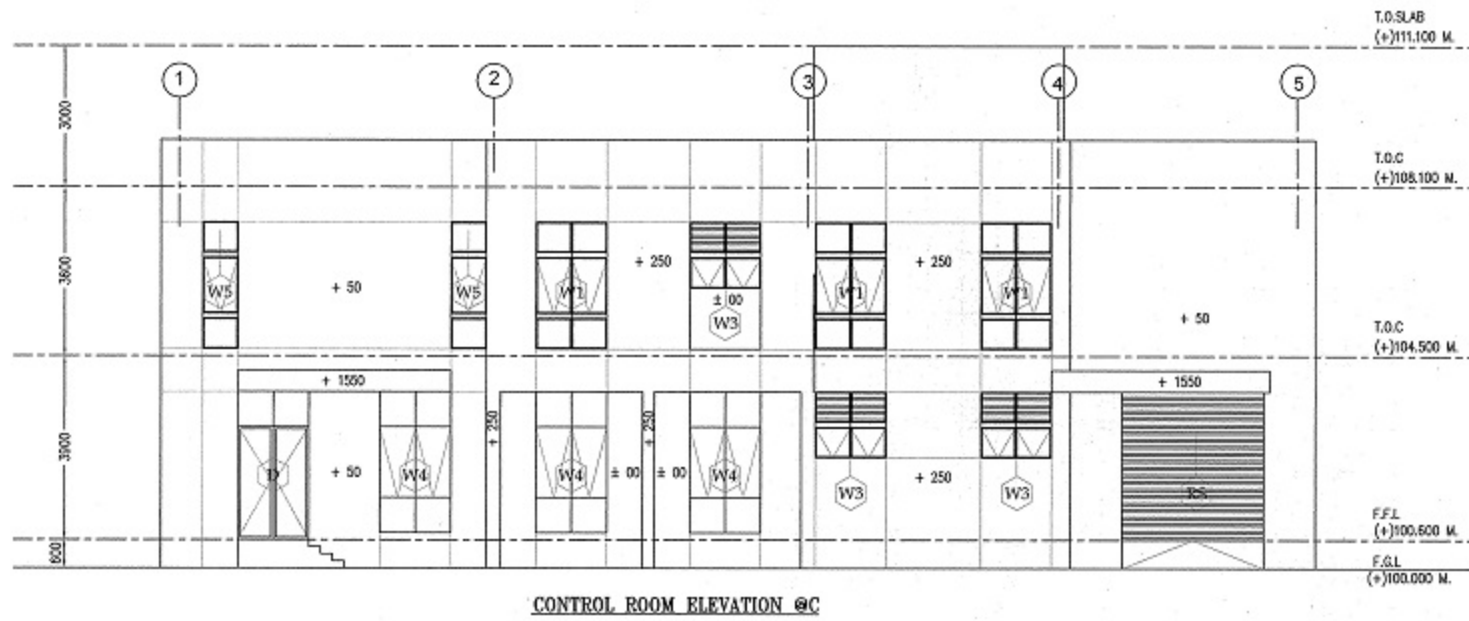 T.O.SLAB
(+)111.100 M.
1
2
3
4
5
3000
T.O.C
(+)108.100 M.
3600
W5
+ 50
W5
W1
+ 250
± 00
W3
W1
+ 250
W1
+ 50
T.O.C
(+)104.500 M.
+ 1550
+ 1550
3900
D
+ 50
W4
+ 250
W4
± 00
+ 250
± 00
W4
W3
+ 250
W3
RS
F.F.L
(+)100.600 M.
600
F.G.L
(+)100.000 M.
CONTROL ROOM ELEVATION @C